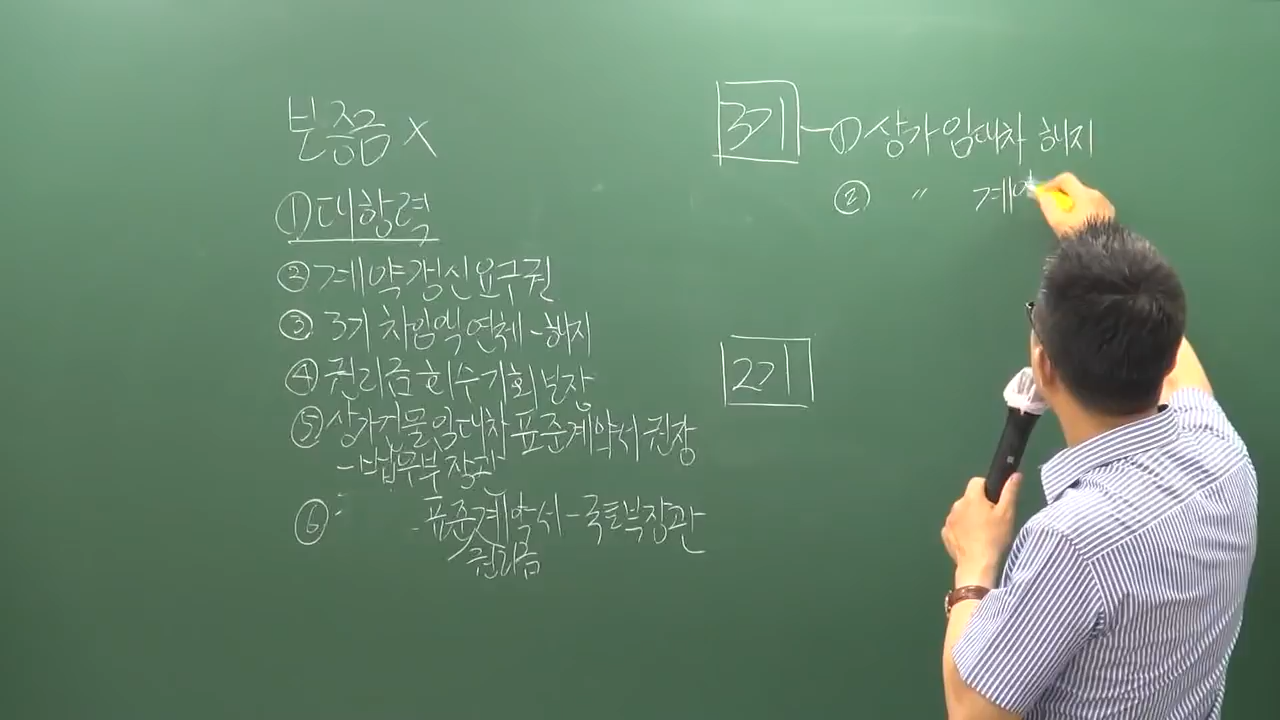 보증금 X
① 대항력
② 계약갱신요구권
③ 3기 차임액 연체 - 해지
④ 권리금 회수기회 보장
⑤ 상가건물임대차 표준계약서 권장
- 법무부 장관
⑥ : - 표준계약서 - 국토부장관
권리금
3기 - ① 상가 임대차 해지
② " 계약
2기